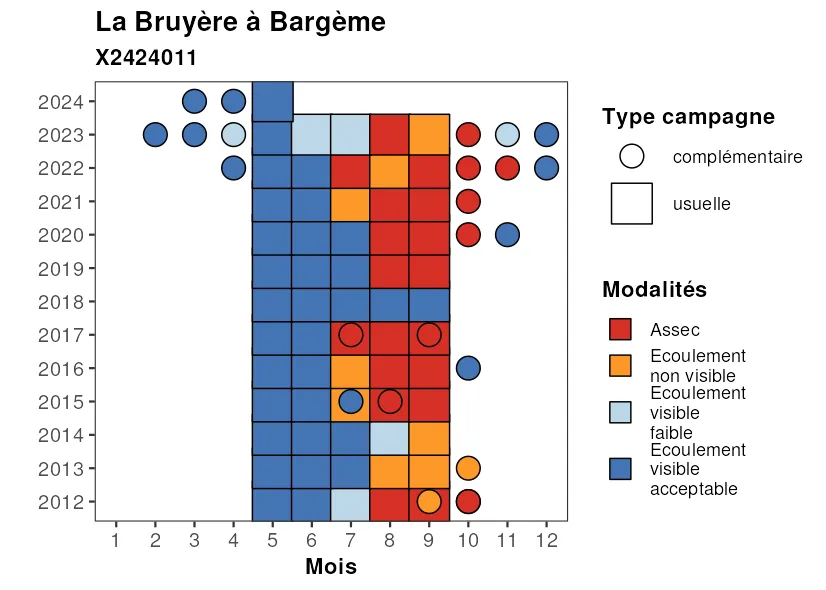 La Bruyère à Bargème
X2424011
2024
2023
2022
2021
2020
2019
2018
2017
2016
2015
2014
2013
2012
1 2 3 4 5 6 7 8 9 10 11 12
Mois
Type campagne
complémentaire
usuelle
Modalités
Assec
Ecoulement
non visible
Ecoulement
visible
faible
Ecoulement
visible
acceptable